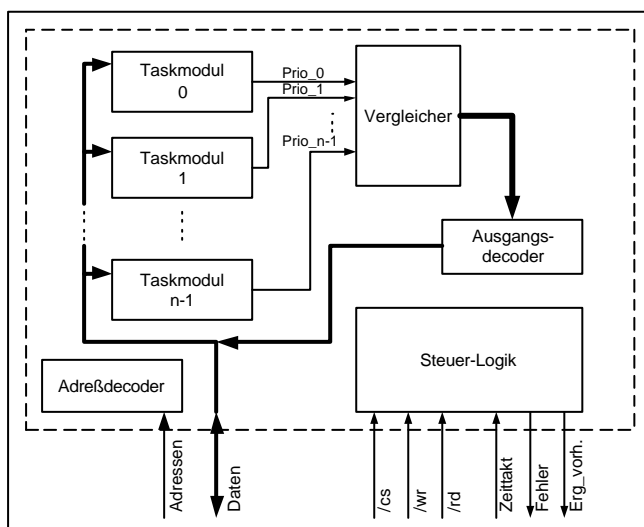 Taskmodul
0
Prio_0
Prio_1
Vergleicher
Taskmodul
1
Prio_n-1
Taskmodul
n-1
Ausgangs-
decoder
Adreßdecoder
Steuer-Logik
Adressen
Daten
/cs
/wr
/rd
Zeittakt
Fehler
Erg_vorh.